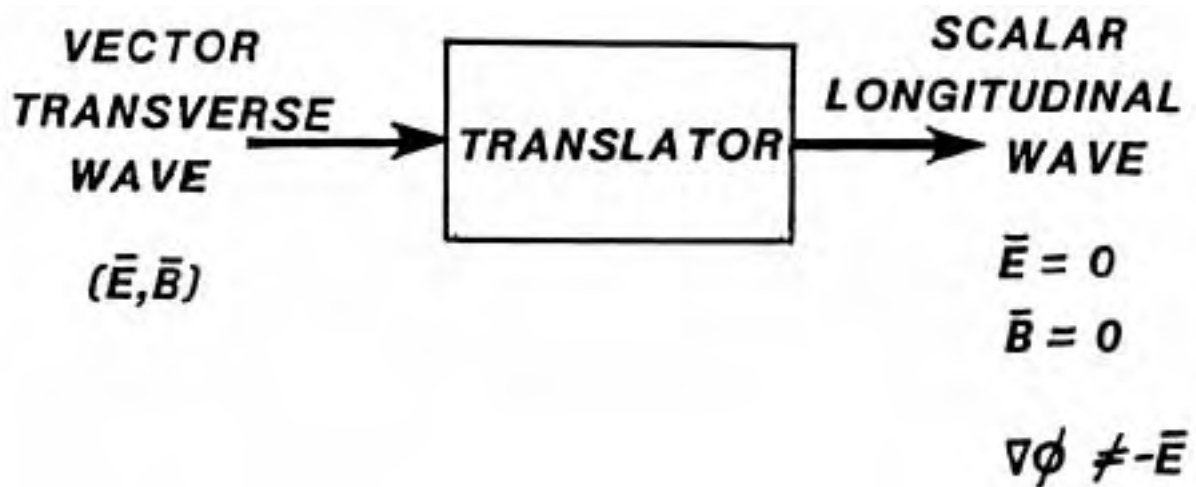 VECTOR
TRANSVERSE
WAVE
(Ē,B̄)
TRANSLATOR
SCALAR
LONGITUDINAL
WAVE
Ē = 0
B̄ = 0
∇ϕ ≠ -Ē